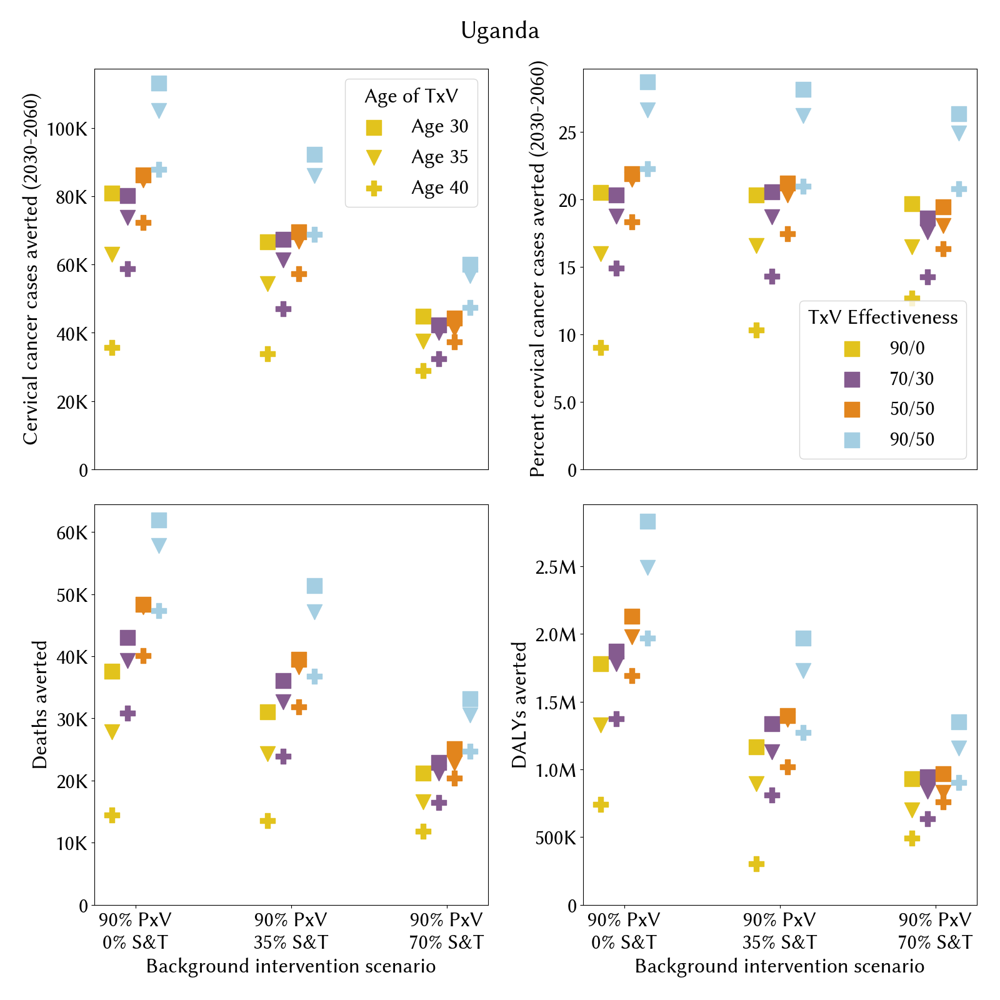 Uganda
Cervical cancer cases averted (2030-2060)
100K
80K
60K
40K
20K
0
Age of TxV
Age 30
Age 35
Age 40
Percent cervical cancer cases averted (2030-2060)
25
20
15
10
5.0
0
TxV Effectiveness
90/0
70/30
50/50
90/50
Deaths averted
60K
50K
40K
30K
20K
10K
0
90% PxV
0% S&T
90% PxV
35% S&T
90% PxV
70% S&T
Background intervention scenario
DALYs averted
2.5M
2.0M
1.5M
1.0M
500K
0
90% PxV
0% S&T
90% PxV
35% S&T
90% PxV
70% S&T
Background intervention scenario